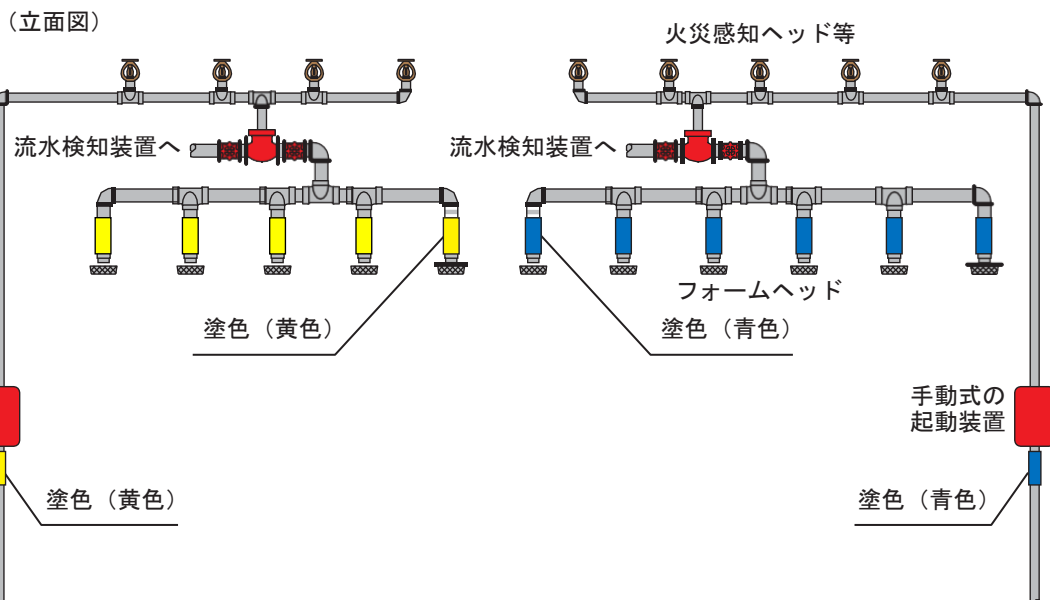 （立面図）
火災感知ヘッド等
流水検知装置へ
流水検知装置へ
フォームヘッド
塗色（黄色）
塗色（青色）
手動式の
起動装置
塗色（黄色）
塗色（青色）